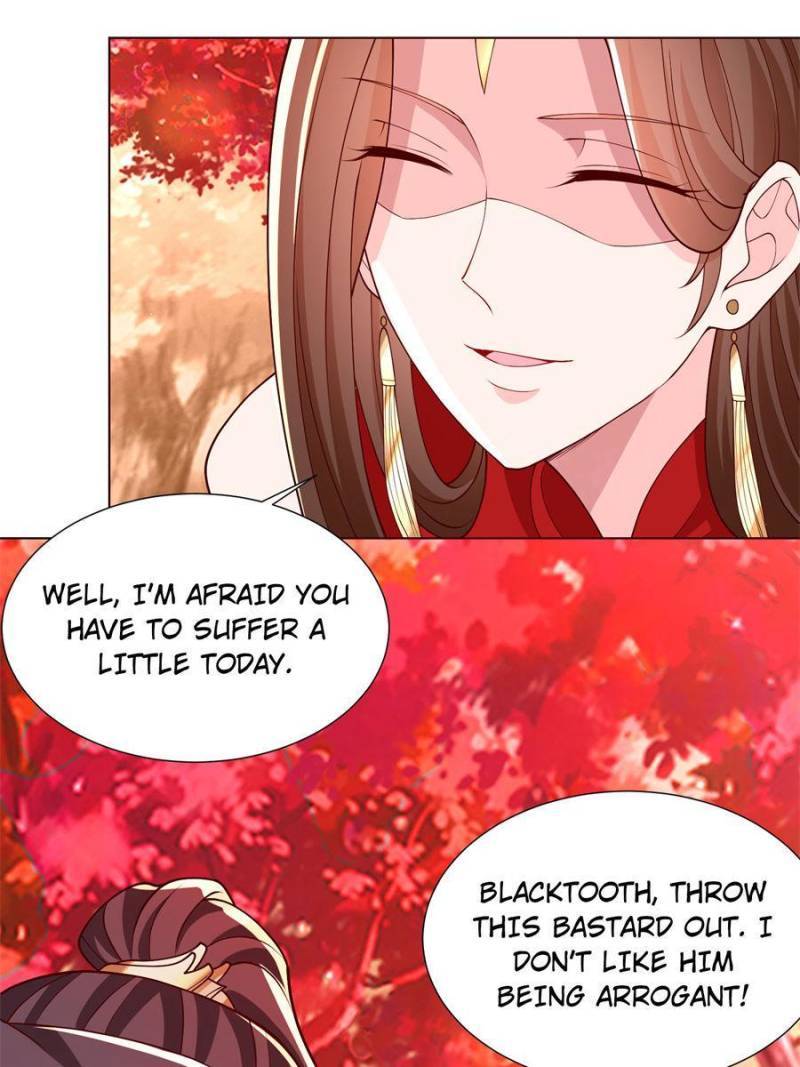 WELL, I'M AFRAID YOU
HAVE TO SUFFER A
LITTLE TODAY.
BLACKTOOTH, THROW
THIS BASTARD OUT. I
DON'T LIKE HIM
BEING ARROGANT!